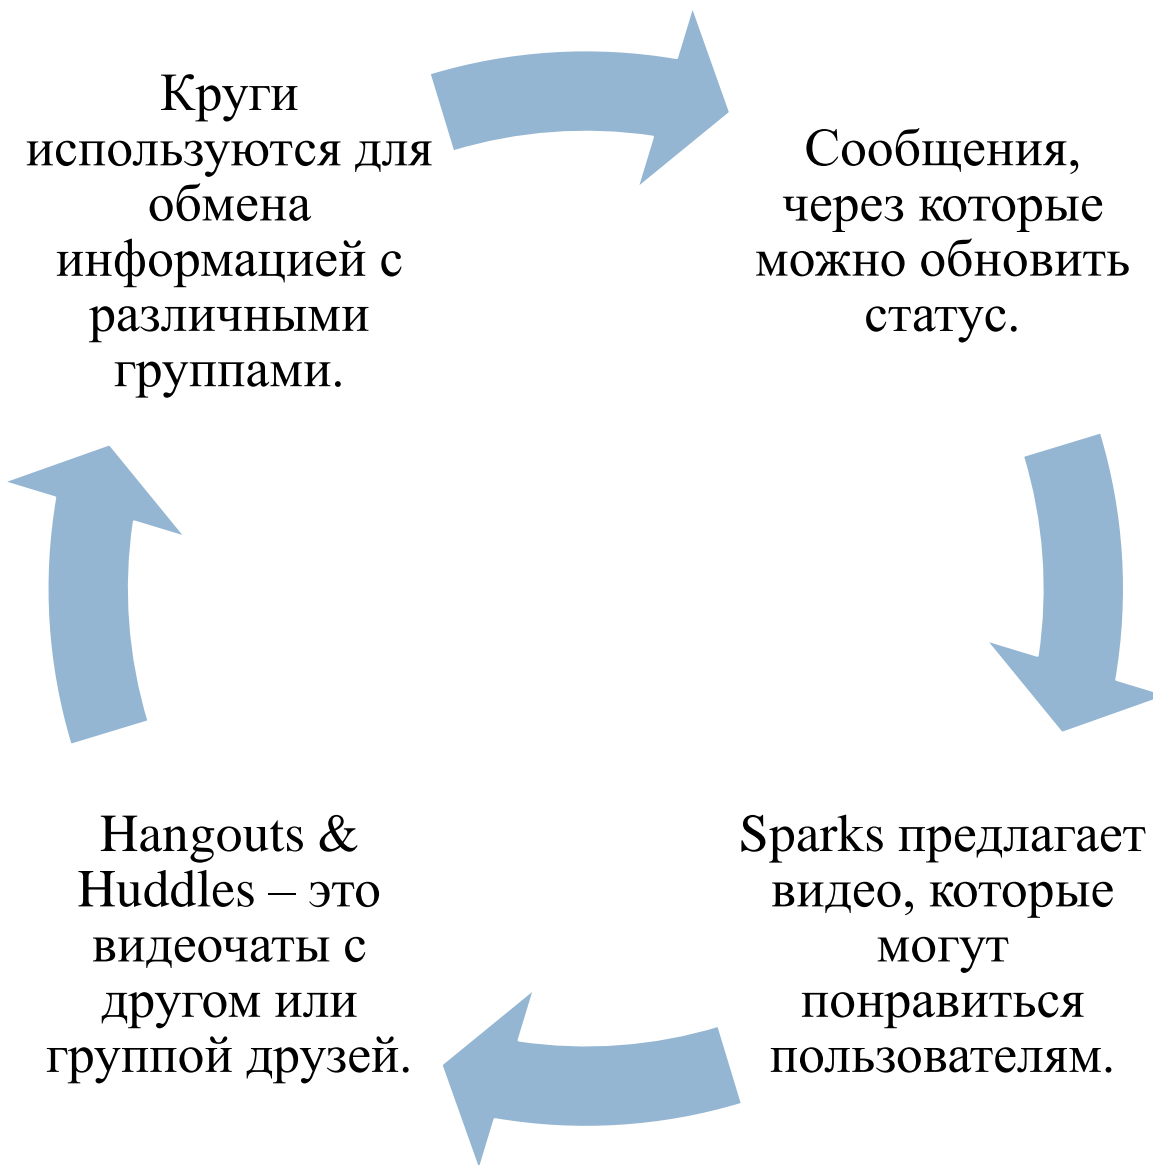 Круги
используются для
обмена
информацией с
различными
группами.
Сообщения,
через которые
можно обновить
статус.
Sparks предлагает
видео, которые
могут
понравиться
пользователям.
Hangouts &
Huddles – это
видеочаты с
другом или
группой друзей.